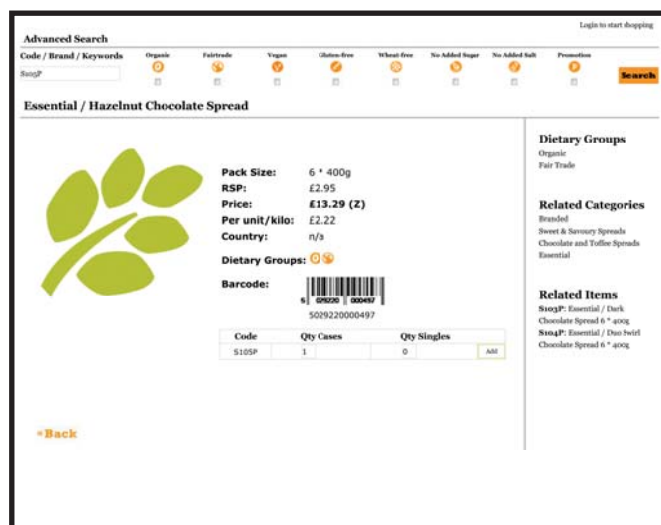 Login to start shopping
Advanced Search
Code / Brand / Keywords Organic Fairtrade Vegan Gluten-free Wheat-free No Added Sugar No Added Salt Promotion
S105P
Search
Essential / Hazelnut Chocolate Spread
Pack Size: 6 * 400g
RSP: £2.95
Price: £13.29 (Z)
Per unit/kilo: £2.22
Country: n/a
Dietary Groups:
Barcode:
5 029220 000497
5029220000497
Code Qty Cases Qty Singles
S105P 1 0 Add
«Back
Dietary Groups
Organic
Fair Trade
Related Categories
Branded
Sweet & Savoury Spreads
Chocolate and Toffee Spreads
Essential
Related Items
S103P: Essential / Dark
Chocolate Spread 6 * 400g
S104P: Essential / Duo Swirl
Chocolate Spread 6 * 400g